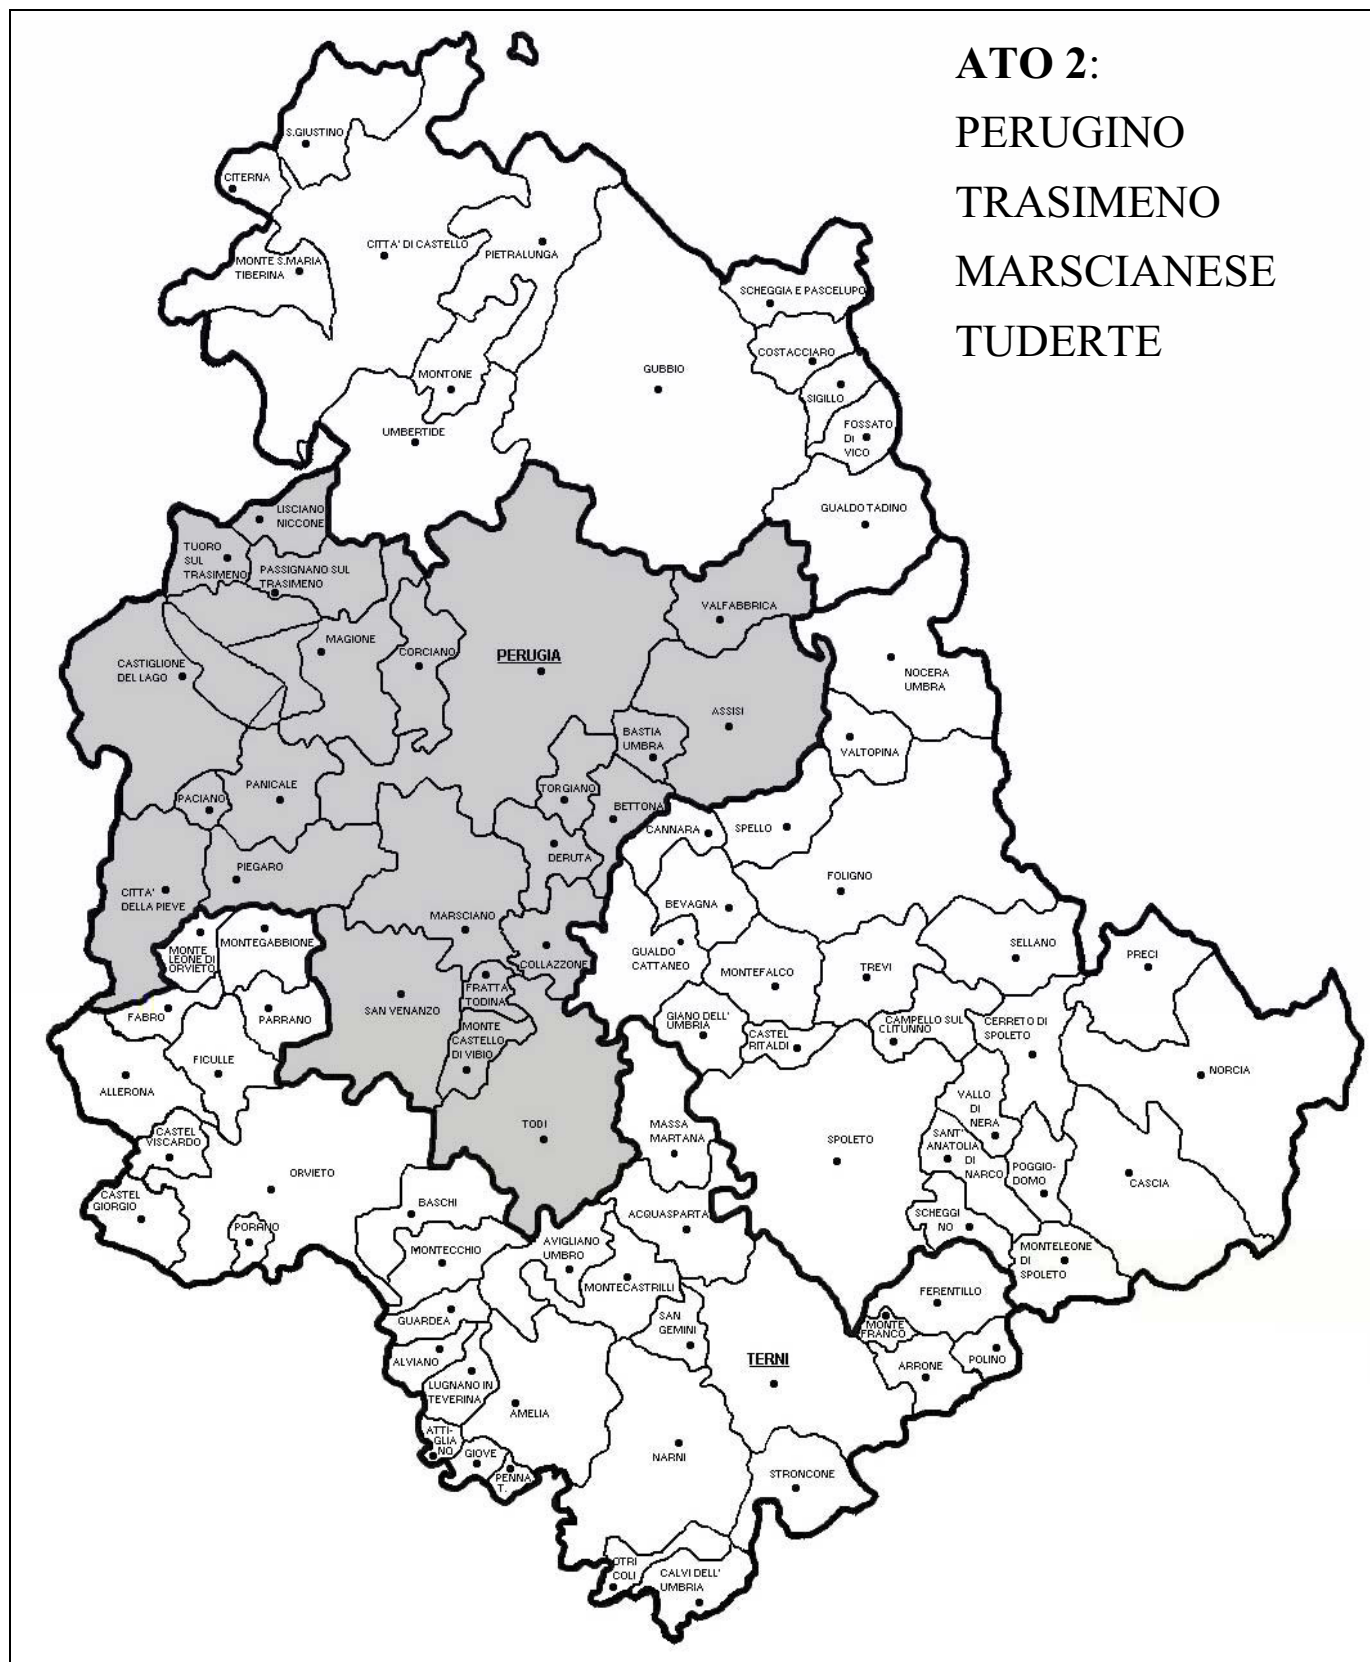 ATO 2:
PERUGINO
TRASIMENO
MARSCIANESE
TUDERTE
S.GIUSTINO
CITERNA
CITTA' DI CASTELLO
MONTE S.MARIA
TIBERINA
PIETRALUNGA
SCHEGGIA E PASCELUPO
COSTACCIARO
MONTONE
GUBBIO
SIGILLO
UMBERTIDE
FOSSATO
DI
VICO
GUALDO TADINO
LISCIANO
NICCONE
TUORO
SUL
TRASIMENO
PASSIGNANO SUL
TRASIMENO
VALFABBRICA
MAGIONE
CORCIANO
PERUGIA
CASTIGLIONE
DEL LAGO
NOCERA
UMBRA
ASSISI
BASTIA
UMBRA
VALTOPINA
PANICALE
PACIANO
TORGIANO
BETTONA
CANNARA
SPELLO
DERUTA
PIEGARO
CITTA'
DELLA PIEVE
FOLIGNO
BEVAGNA
MARSCIANO
MONTE
LEONE DI
ORVIETO
MONTEGABBIONE
GUALDO
CATTANEO
COLLAZZONE
MONTEFALCO
TREVI
SELLANO
PRECI
FRATTA
TODINA
SAN VENANZO
FABRO
PARRANO
GIANO DELL'
UMBRIA
CASTEL
RITALDI
CAMPELLO SUL
CLITUNNO
CERRETO DI
SPOLETO
MONTE
CASTELLO
DI VIBIO
FICULLE
ALLERONA
NORCIA
VALLO
DI
NERA
TODI
MASSA
MARTANA
SPOLETO
SANT'
ANATOLIA
DI
NARCO
CASTEL
VISCARDO
POGGIO-
DOMO
CASCIA
ORVIETO
CASTEL
GIORGIO
BASCHI
PORANO
ACQUASPARTA
SCHEGGI
NO
MONTECCHIO
AVIGLIANO
UMBRO
MONTECASTRILLI
MONTELEONE
DI
SPOLETO
FERENTILLO
GUARDEA
SAN
GEMINI
MONTE
FRANCO
ALVIANO
TERNI
ARRONE
POLINO
LUGNANO IN
TEVERINA
AMELIA
ATTI-
GLIA
NO
GIOVE
PENNA
T.
NARNI
STRONCONE
OTRI
COLI
CALVI DELL'
UMBRIA